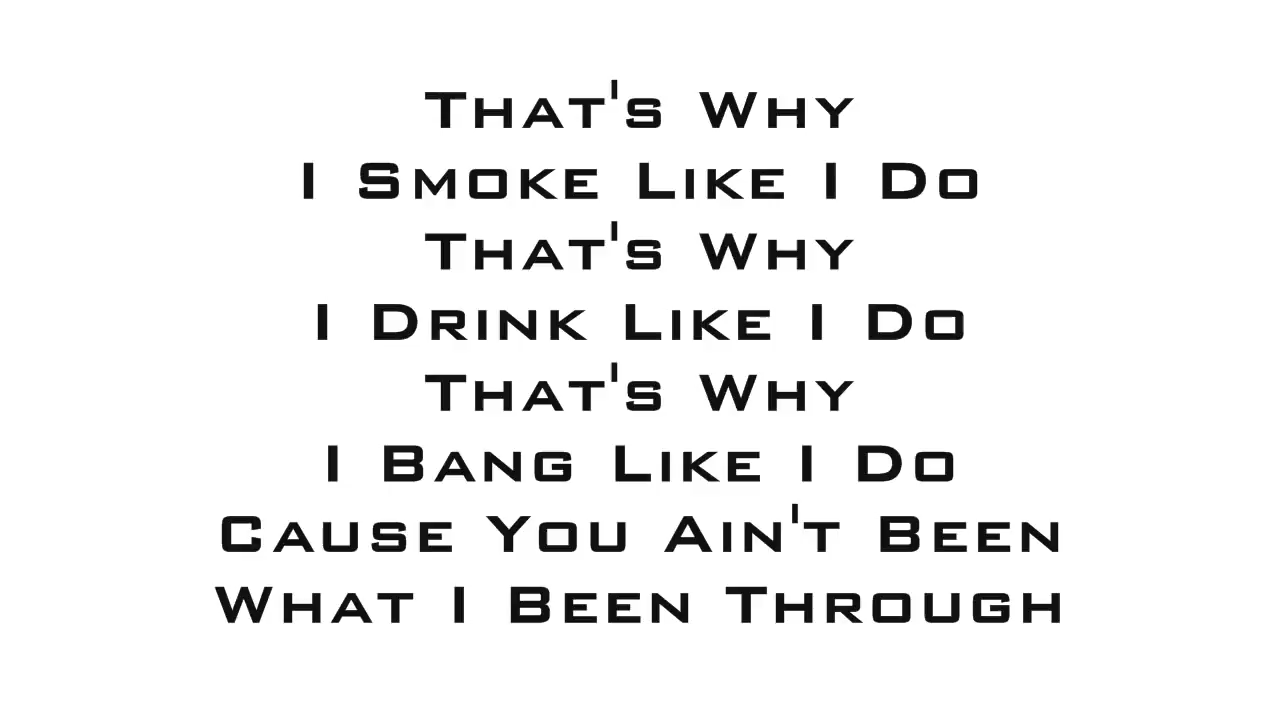 That's Why
I Smoke Like I Do
That's Why
I Drink Like I Do
That's Why
I Bang Like I Do
Cause You Ain't Been
What I Been Through